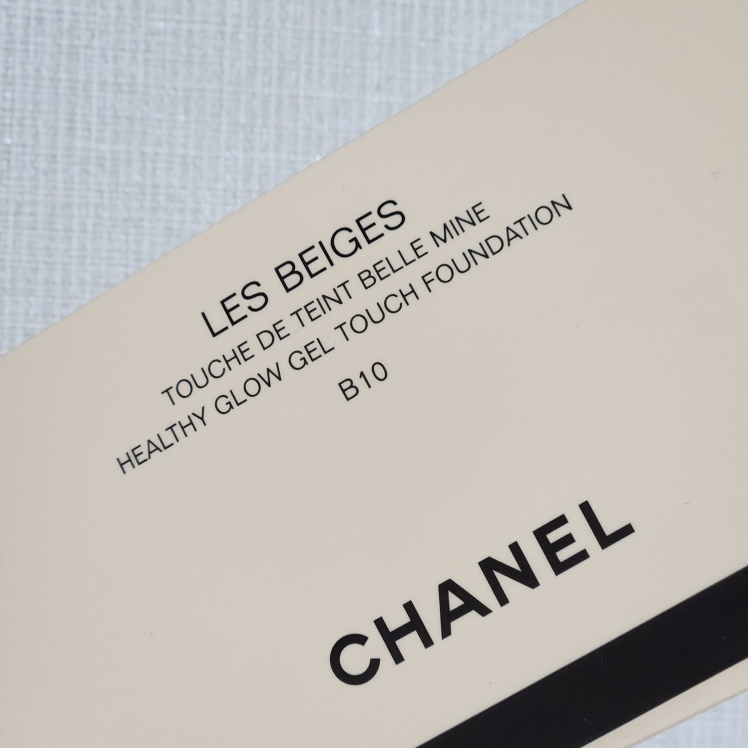 LES BEIGES
TOUCHE DE TEINT BELLE MINE
HEALTHY GLOW GEL TOUCH FOUNDATION
B10
CHANEL